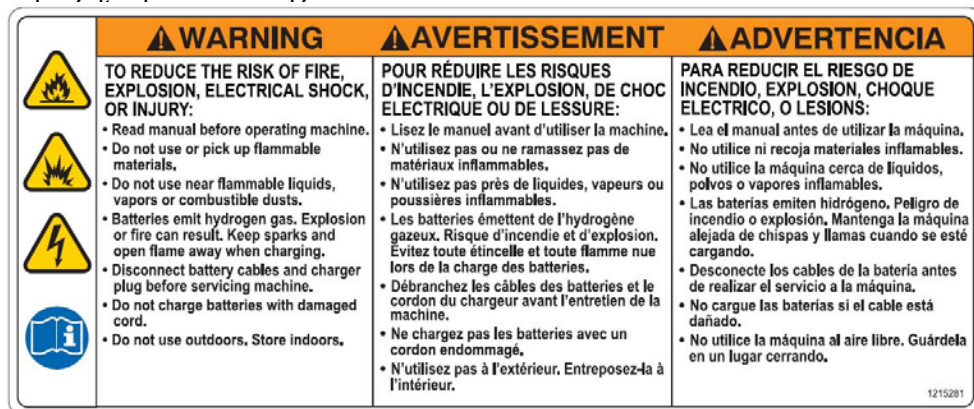 WARNING
TO REDUCE THE RISK OF FIRE,
EXPLOSION, ELECTRICAL SHOCK,
OR INJURY:
• Read manual before operating machine.
• Do not use or pick up flammable
materials.
• Do not use near flammable liquids,
vapors or combustible dusts.
• Batteries emit hydrogen gas. Explosion
or fire can result. Keep sparks and
open flame away when charging.
• Disconnect battery cables and charger
plug before servicing machine.
• Do not charge batteries with damaged
cord.
• Do not use outdoors. Store indoors.
AVERTISSEMENT
POUR RÉDUIRE LES RISQUES
D'INCENDIE, L'EXPLOSION, DE CHOC
ELECTRIQUE OU DE LESSURE:
• Lisez le manuel avant d'utiliser la machine.
• N'utilisez pas ou ne ramassez pas de
matériaux inflammables.
• N'utilisez pas près de liquides, vapeurs ou
poussières inflammables.
• Les batteries émettent de l'hydrogène
gazeux. Risque d'incendie et d'explosion.
Evitez toute étincelle et toute flamme nue
lors de la charge des batteries.
• Débranchez les câbles des batteries et le
cordon du chargeur avant l'entretien de la
machine.
• Ne chargez pas les batteries avec un
cordon endommagé.
• N'utilisez pas à l'extérieur. Entreposez-la à
l'intérieur.
ADVERTENCIA
PARA REDUCIR EL RIESGO DE
INCENDIO, EXPLOSION, CHOQUE
ELECTRICO, O LESIONS:
• Lea el manual antes de utilizar la máquina.
• No utilice ni recoja materiales inflamables.
• No utilice la máquina cerca de líquidos,
polvos o vapores inflamables.
• Las baterías emiten hidrógeno. Peligro de
incendio o explosión. Mantenga la máquina
alejada de chispas y llamas cuando se esté
cargando.
• Desconecte los cables de la batería antes
de realizar el servicio a la máquina.
• No cargue las baterías si el cable está
dañado.
• No utilice la máquina al aire libre. Guárdela
en un lugar cerrando.
1215281